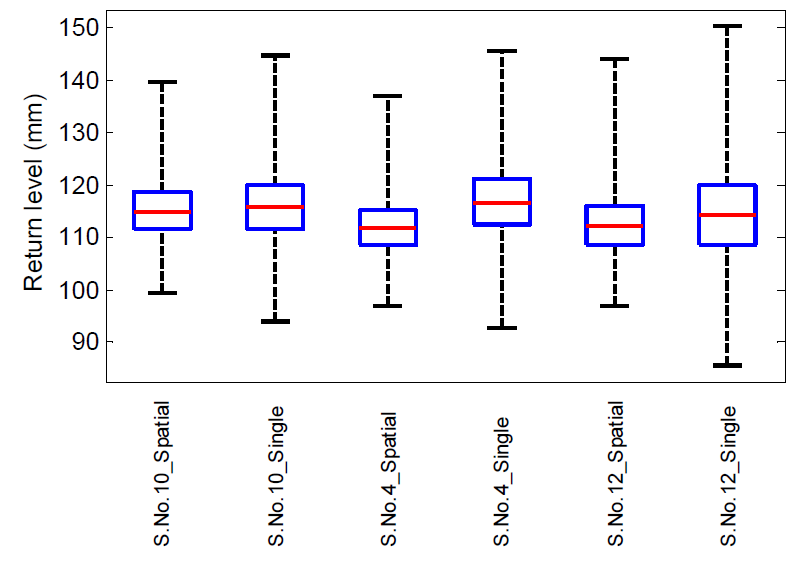 Return level (mm)
150
140
130
120
110
100
90
S.No.10_Spatial
S.No.10_Single
S.No.4_Spatial
S.No.4_Single
S.No.12_Spatial
S.No.12_Single